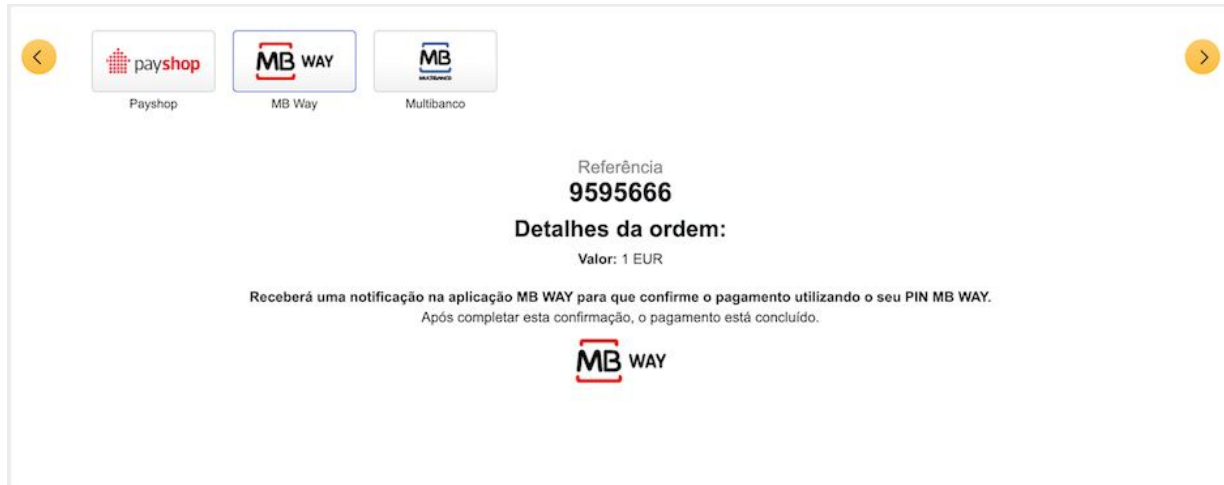 payshop
MB WAY
MB
MULTIBANCO
Payshop
MB Way
Multibanco
Referência
9595666
Detalhes da ordem:
Valor: 1 EUR
Receberá uma notificação na aplicação MB WAY para que confirme o pagamento utilizando o seu PIN MB WAY.
Após completar esta confirmação, o pagamento está concluído.
MB WAY